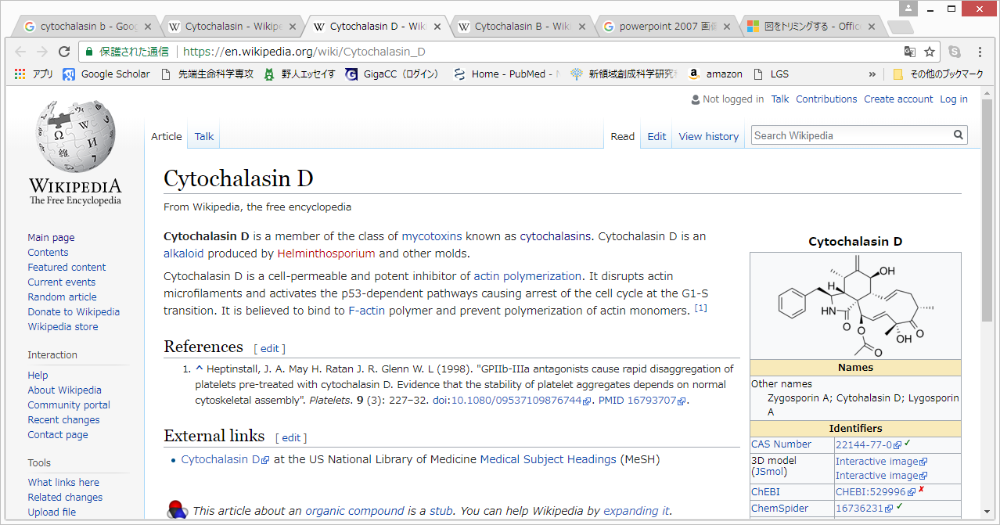 cytochalasin b - Goog
Cytochalasin - Wikipe
Cytochalasin D - Wiki
Cytochalasin B - Wiki
powerpoint 2007 画像
図をトリミングする - Office
保護された通信 | https://en.wikipedia.org/wiki/Cytochalasin_D
アプリ Google Scholar 先端生命科学専攻 野人エッセイす GigaCC（ログイン） Home - PubMed - N 新領域創成科学研究 amazon LGS » その他のブックマーク
Not logged in Talk Contributions Create account Log in
Article Talk Read Edit View history Search Wikipedia
WIKIPEDIA
The Free Encyclopedia
Main page
Contents
Featured content
Current events
Random article
Donate to Wikipedia
Wikipedia store
Interaction
Help
About Wikipedia
Community portal
Recent changes
Contact page
Tools
What links here
Related changes
Upload file
Cytochalasin D
From Wikipedia, the free encyclopedia
Cytochalasin D is a member of the class of mycotoxins known as cytochalasins. Cytochalasin D is an
alkaloid produced by Helminthosporium and other molds.
Cytochalasin D is a cell-permeable and potent inhibitor of actin polymerization. It disrupts actin
microfilaments and activates the p53-dependent pathways causing arrest of the cell cycle at the G1-S
transition. It is believed to bind to F-actin polymer and prevent polymerization of actin monomers. [1]
References [ edit ]
1. ^ Heptinstall, J. A. May H. Ratan J. R. Glenn W. L (1998). "GPIIb-IIIa antagonists cause rapid disaggregation of
platelets pre-treated with cytochalasin D. Evidence that the stability of platelet aggregates depends on normal
cytoskeletal assembly". Platelets. 9 (3): 227–32. doi:10.1080/09537109876744. PMID 16793707.
External links [ edit ]
• Cytochalasin D at the US National Library of Medicine Medical Subject Headings (MeSH)
This article about an organic compound is a stub. You can help Wikipedia by expanding it.
Cytochalasin D
OH
H
HN
O
O
O
OH
O
Names
Other names
Zygosporin A; Cytohalasin D; Lygosporin
A
Identifiers
CAS Number 22144-77-0 ✓
3D model
(JSmol)
Interactive image
Interactive image
ChEBI CHEBI:529996 ✗
ChemSpider 16736231 ✓